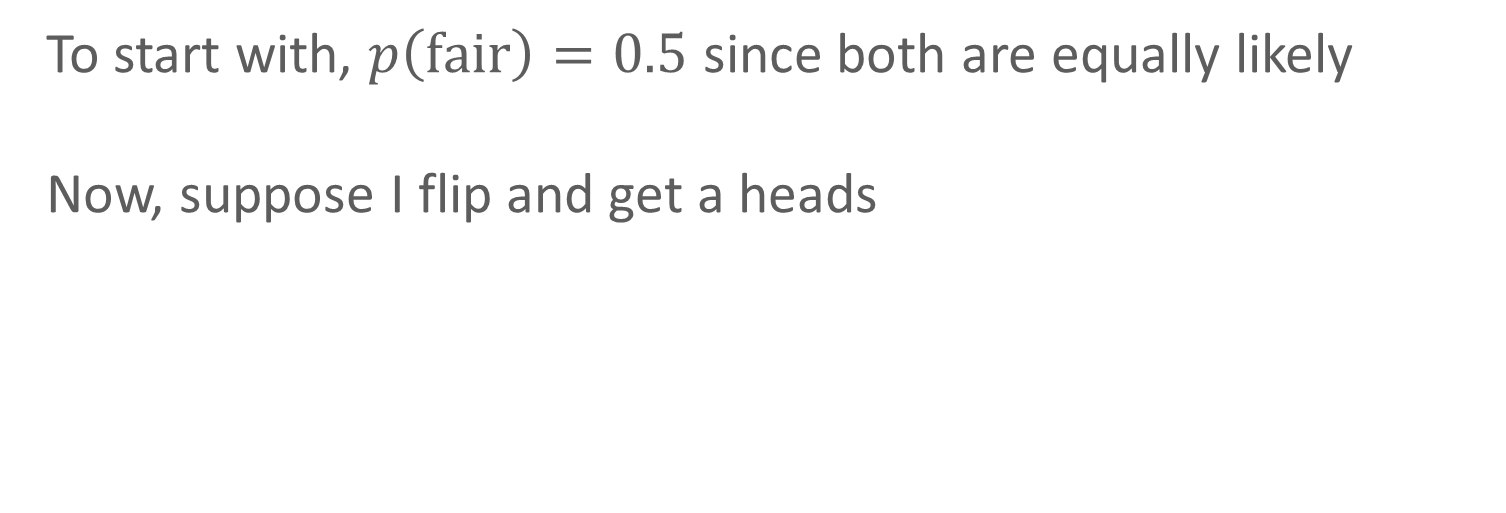 To start with, p(fair) = 0.5 since both are equally likely
Now, suppose I flip and get a heads